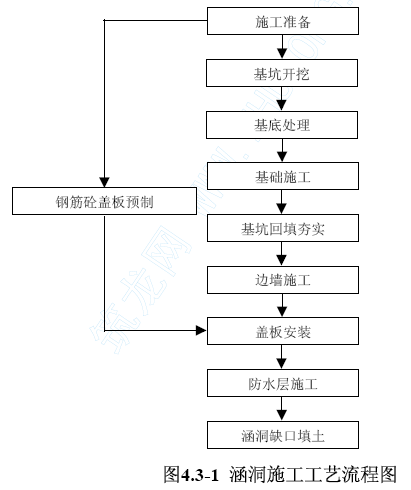 施工准备
基坑开挖
基底处理
基础施工
钢筋砼盖板预制
基坑回填夯实
边墙施工
盖板安装
防水层施工
涵洞缺口填土
图4.3-1 涵洞施工工艺流程图
筑龙网